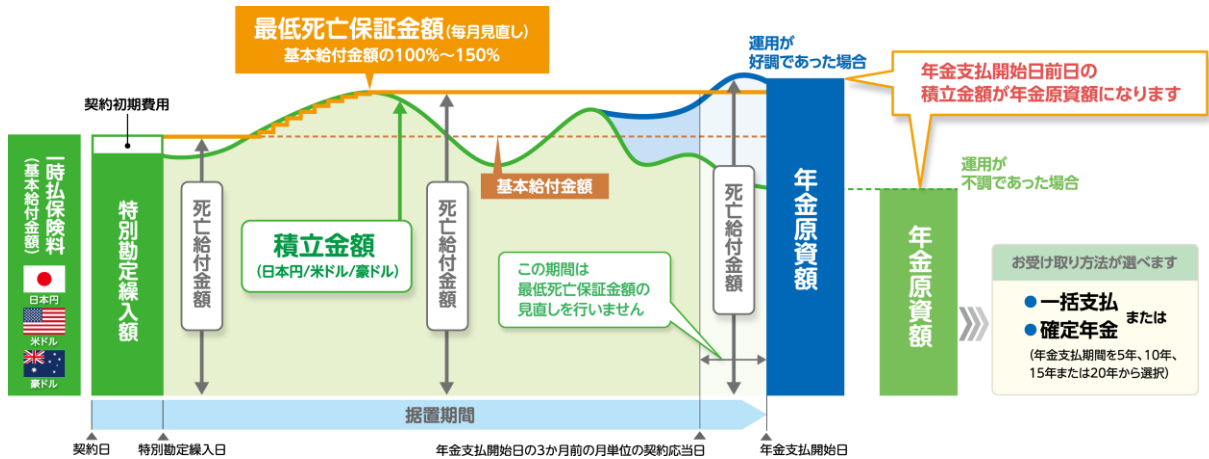 最低死亡保証金額(毎月見直し)
基本給付金額の100%~150%
運用が
好調であった場合
年金支払開始日前日の
積立金額が年金原資額になります
契約初期費用
一時払保険料
(基本給付金額)
日本円
米ドル
豪ドル
特別勘定繰入額
死亡給付金額
積立金額
(日本円/米ドル/豪ドル)
死亡給付金額
基本給付金額
この期間は
最低死亡保証金額の
見直しを行いません
死亡給付金額
年金原資額
運用が
不調であった場合
年金原資額
お受け取り方法が選べます
●一括支払
または
●確定年金
(年金支払期間を5年、10年、
15年または20年から選択)
据置期間
契約日
特別勘定繰入日
年金支払開始日の3か月前の月単位の契約応当日
年金支払開始日